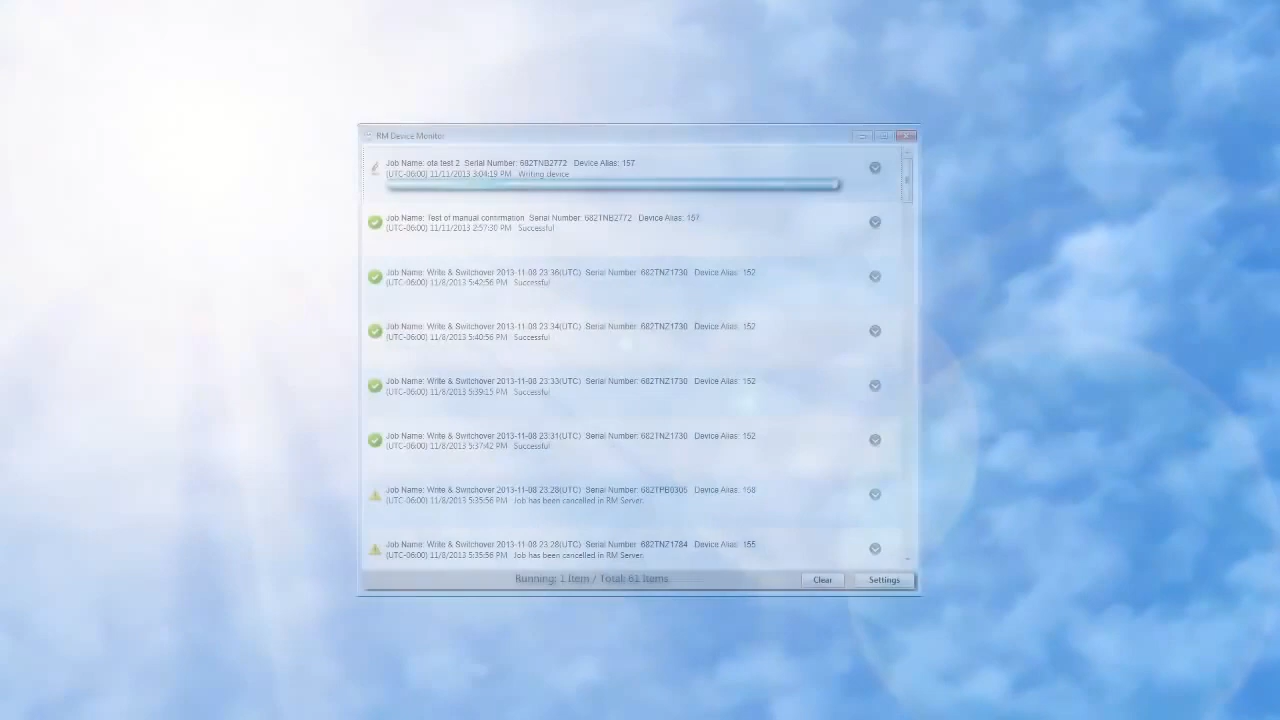 RM Device Monitor
Job Name: ota test 2 Serial Number: 682TNB2772 Device Alias: 157
(UTC-06:00) 11/11/2013 3:04:19 PM Writing device
Job Name: Test of manual confirmation Serial Number: 682TNB2772 Device Alias: 157
(UTC-06:00) 11/11/2013 2:57:30 PM Successful
Job Name: Write & Switchover 2013-11-08 23:36(UTC) Serial Number: 682TNZ1730 Device Alias: 152
(UTC-06:00) 11/8/2013 5:42:56 PM Successful
Job Name: Write & Switchover 2013-11-08 23:34(UTC) Serial Number: 682TNZ1730 Device Alias: 152
(UTC-06:00) 11/8/2013 5:40:56 PM Successful
Job Name: Write & Switchover 2013-11-08 23:33(UTC) Serial Number: 682TNZ1730 Device Alias: 152
(UTC-06:00) 11/8/2013 5:39:15 PM Successful
Job Name: Write & Switchover 2013-11-08 23:31(UTC) Serial Number: 682TNZ1730 Device Alias: 152
(UTC-06:00) 11/8/2013 5:37:42 PM Successful
Job Name: Write & Switchover 2013-11-08 23:28(UTC) Serial Number: 682TPB0305 Device Alias: 158
(UTC-06:00) 11/8/2013 5:35:56 PM Job has been cancelled in RM Server.
Job Name: Write & Switchover 2013-11-08 23:28(UTC) Serial Number: 682TNZ1784 Device Alias: 155
(UTC-06:00) 11/8/2013 5:35:56 PM Job has been cancelled in RM Server.
Running: 1 Item / Total: 61 Items
Clear
Settings